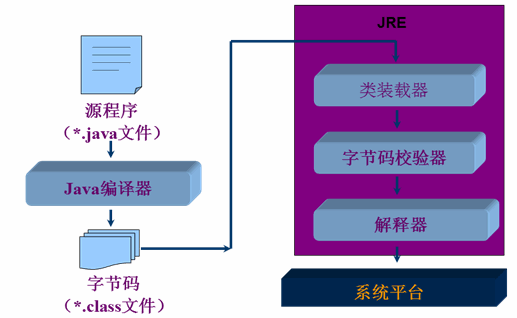 源程序
（*.java文件）
Java编译器
字节码
（*.class文件）
JRE
类装载器
字节码校验器
解释器
系统平台